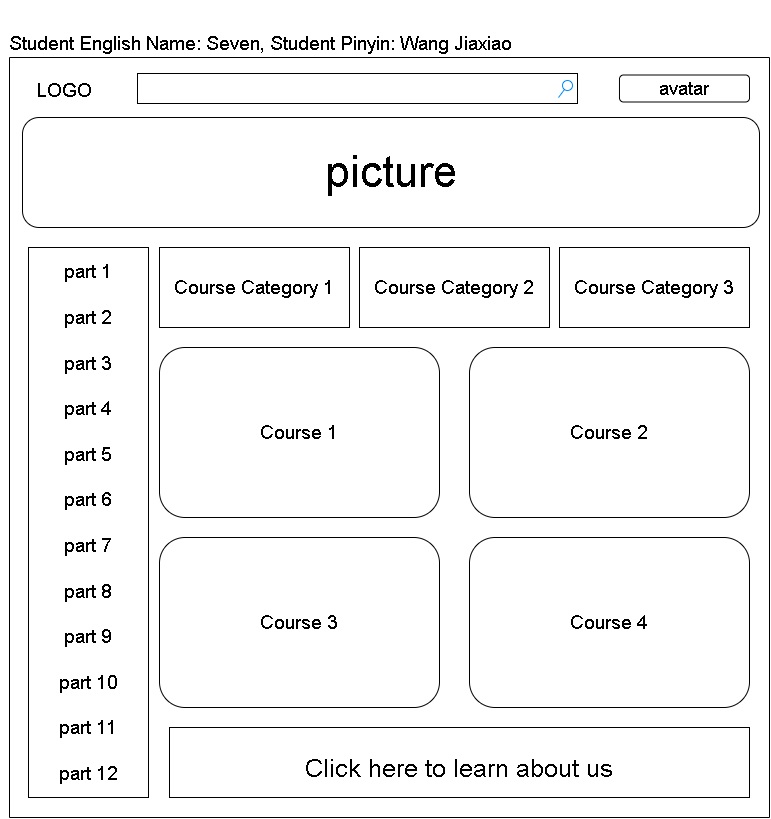 Student English Name: Seven, Student Pinyin: Wang Jiaxiao
LOGO
avatar
picture
part 1
part 2
part 3
part 4
part 5
part 6
part 7
part 8
part 9
part 10
part 11
part 12
Course Category 1
Course Category 2
Course Category 3
Course 1
Course 2
Course 3
Course 4
Click here to learn about us